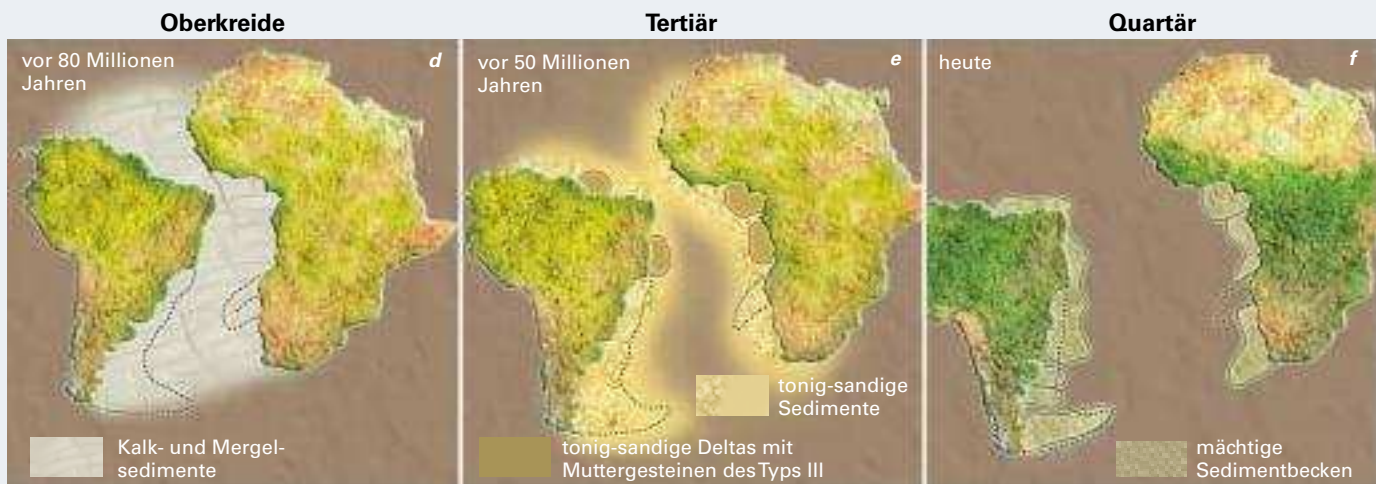 Oberkreide
vor 80 Millionen
Jahren
d
Kalk- und Mergel-
sedimente
Tertiär
vor 50 Millionen
Jahren
e
tonig-sandige
Sedimente
tonig-sandige Deltas mit
Muttergesteinen des Typs III
Quartär
heute
f
mächtige
Sedimentbecken